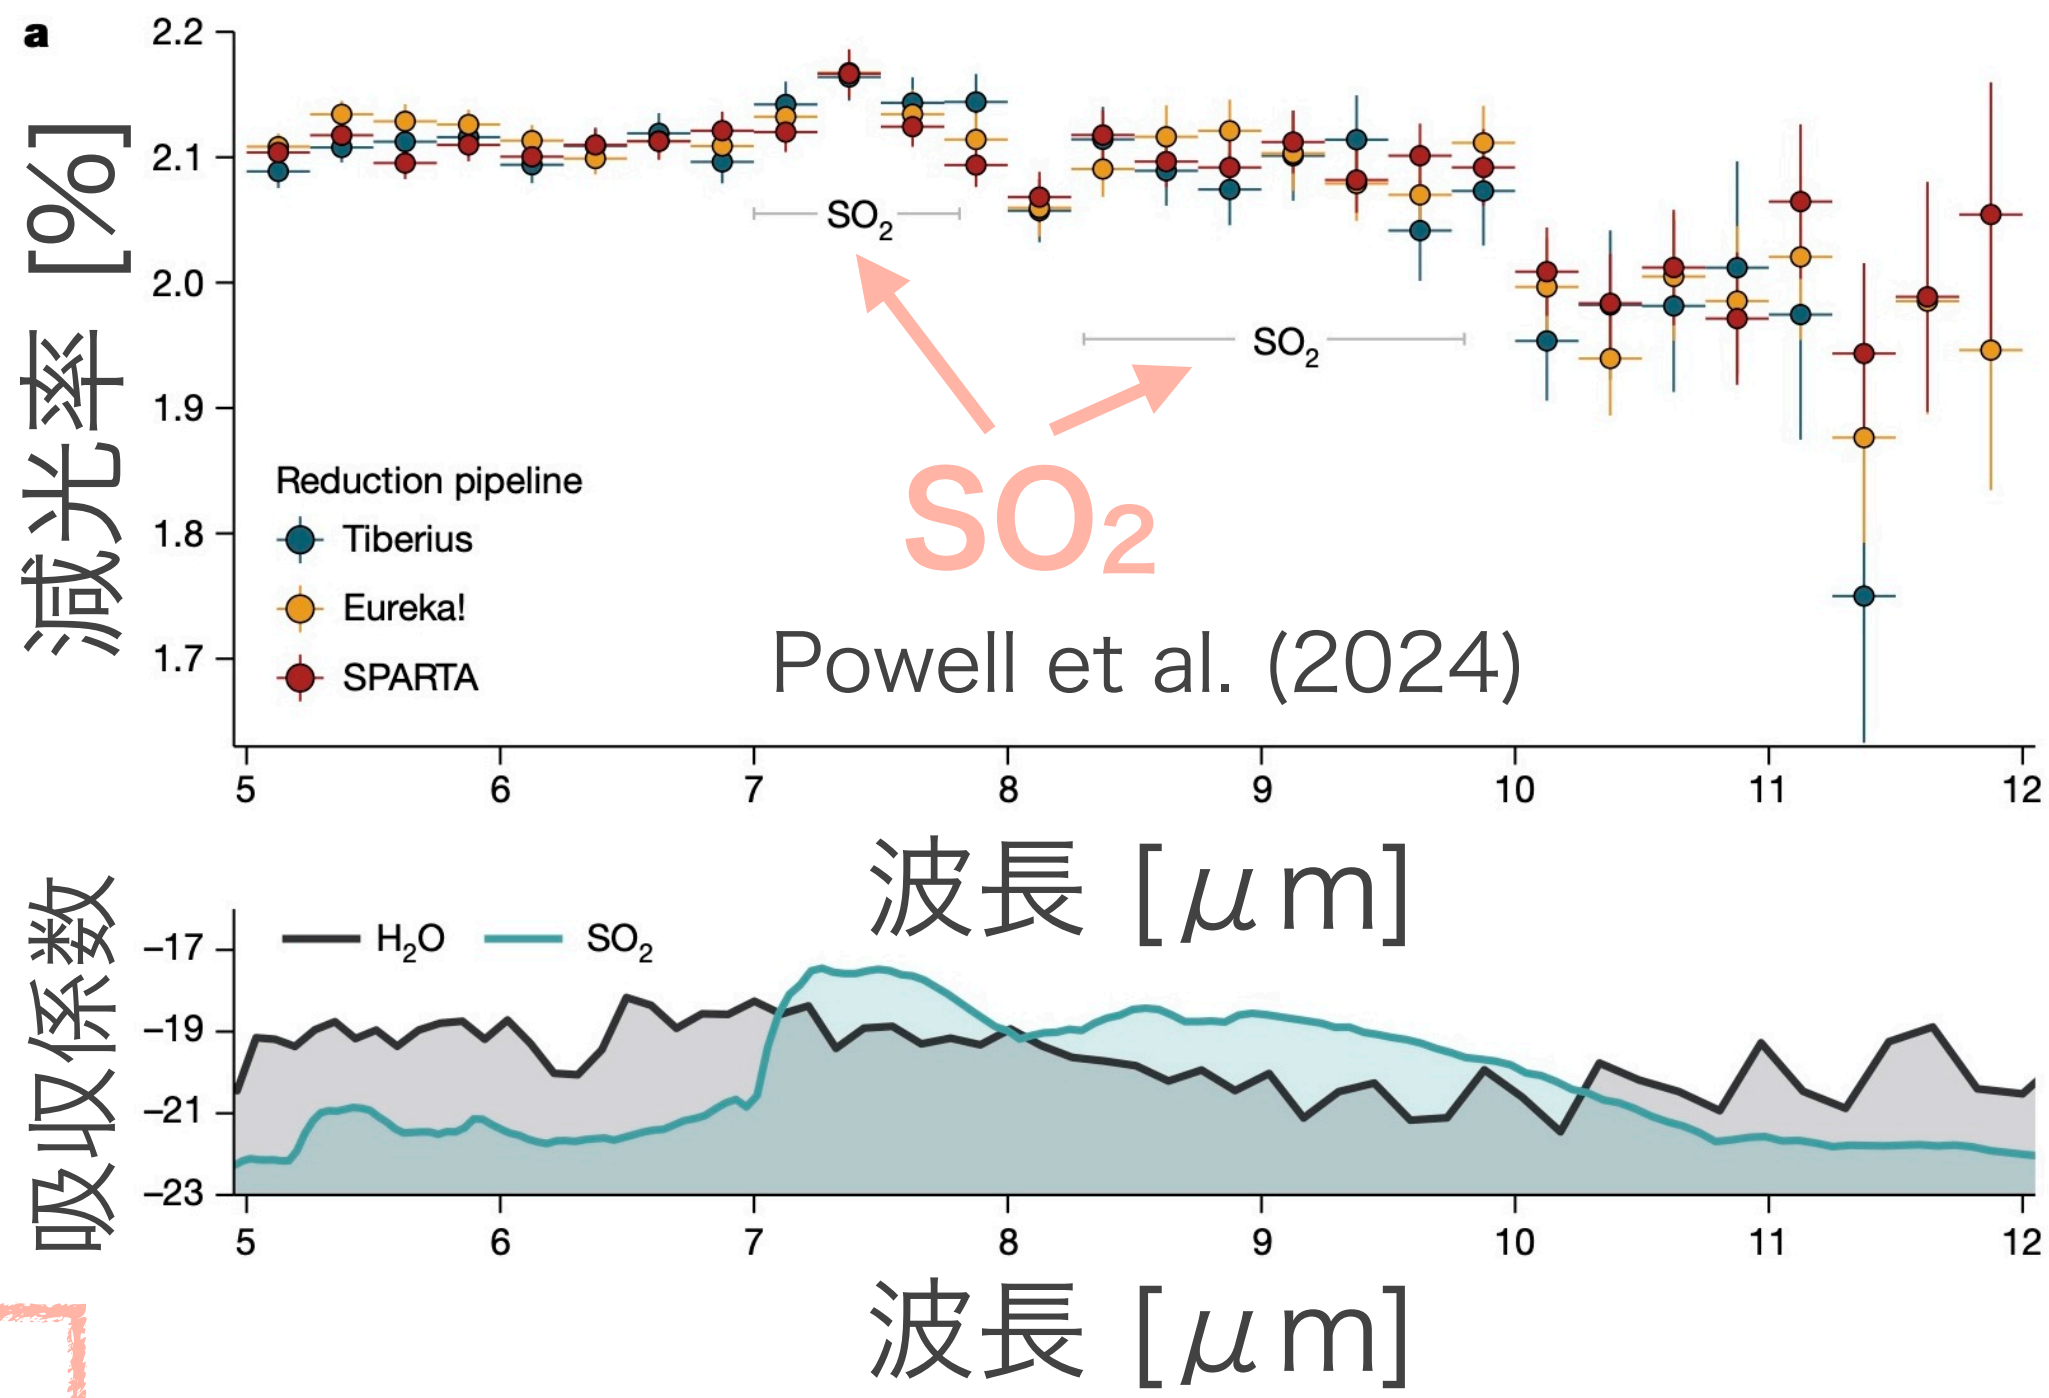 a
減光率 [%]
2.2
2.1
2.0
1.9
1.8
1.7
SO₂
SO₂
SO₂
Reduction pipeline
Tiberius
Eureka!
SPARTA
Powell et al. (2024)
5 6 7 8 9 10 11 12
波長 [μm]
吸収係数
H₂O SO₂
−17
−19
−21
−23
5 6 7 8 9 10 11 12
波長 [μm]